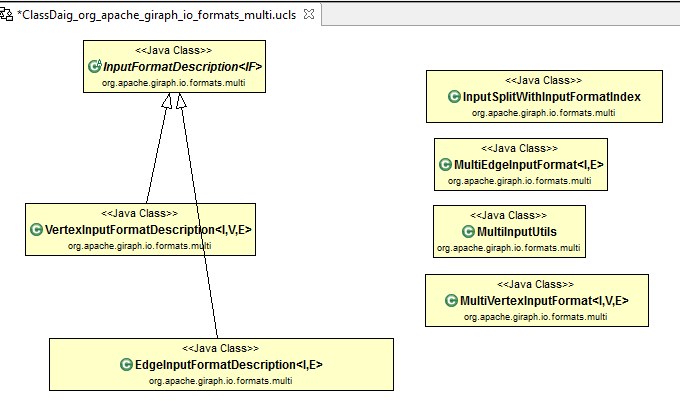 *ClassDaig_org_apache_giraph_io_formats_multi.ucls
<<Java Class>>
InputFormatDescription<IF>
org.apache.giraph.io.formats.multi
<<Java Class>>
VertexInputFormatDescription<I,V,E>
org.apache.giraph.io.formats.multi
<<Java Class>>
EdgeInputFormatDescription<I,E>
org.apache.giraph.io.formats.multi
<<Java Class>>
InputSplitWithInputFormatIndex
org.apache.giraph.io.formats.multi
<<Java Class>>
MultiEdgeInputFormat<I,E>
org.apache.giraph.io.formats.multi
<<Java Class>>
MultiInputUtils
org.apache.giraph.io.formats.multi
<<Java Class>>
MultiVertexInputFormat<I,V,E>
org.apache.giraph.io.formats.multi